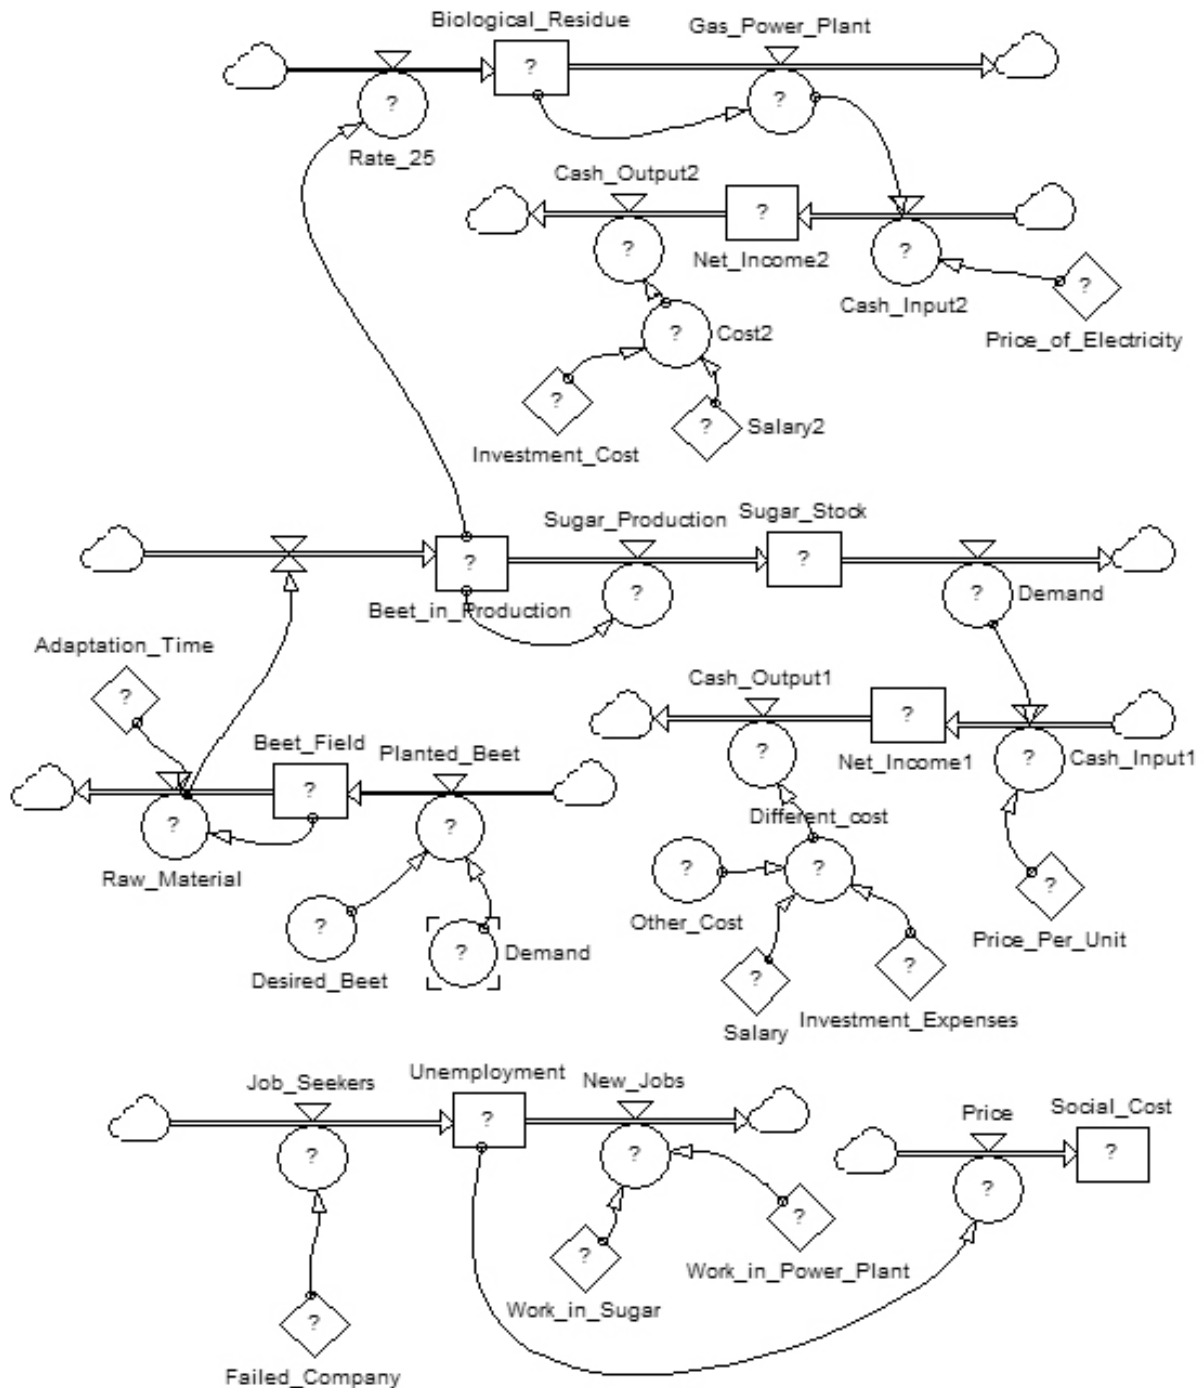 Biological_Residue
Gas_Power_Plant
?
?
?
Rate_25
Cash_Output2
?
?
Net_Income2
?
Cash_Input2
?
Price_of_Electricity
?
Cost2
?
Investment_Cost
?
Salary2
Sugar_Production
Sugar_Stock
?
Beet_in_Production
?
?
?
Demand
Adaptation_Time
?
Cash_Output1
?
?
Net_Income1
?
Cash_Input1
Beet_Field
Planted_Beet
?
?
Raw_Material
?
Different_cost
?
?
Other_Cost
?
Price_Per_Unit
?
Desired_Beet
?
Demand
?
Salary
?
Investment_Expenses
Job_Seekers
Unemployment
New_Jobs
?
?
?
Price
Social_Cost
?
?
?
Work_in_Power_Plant
?
Work_in_Sugar
?
Failed_Company